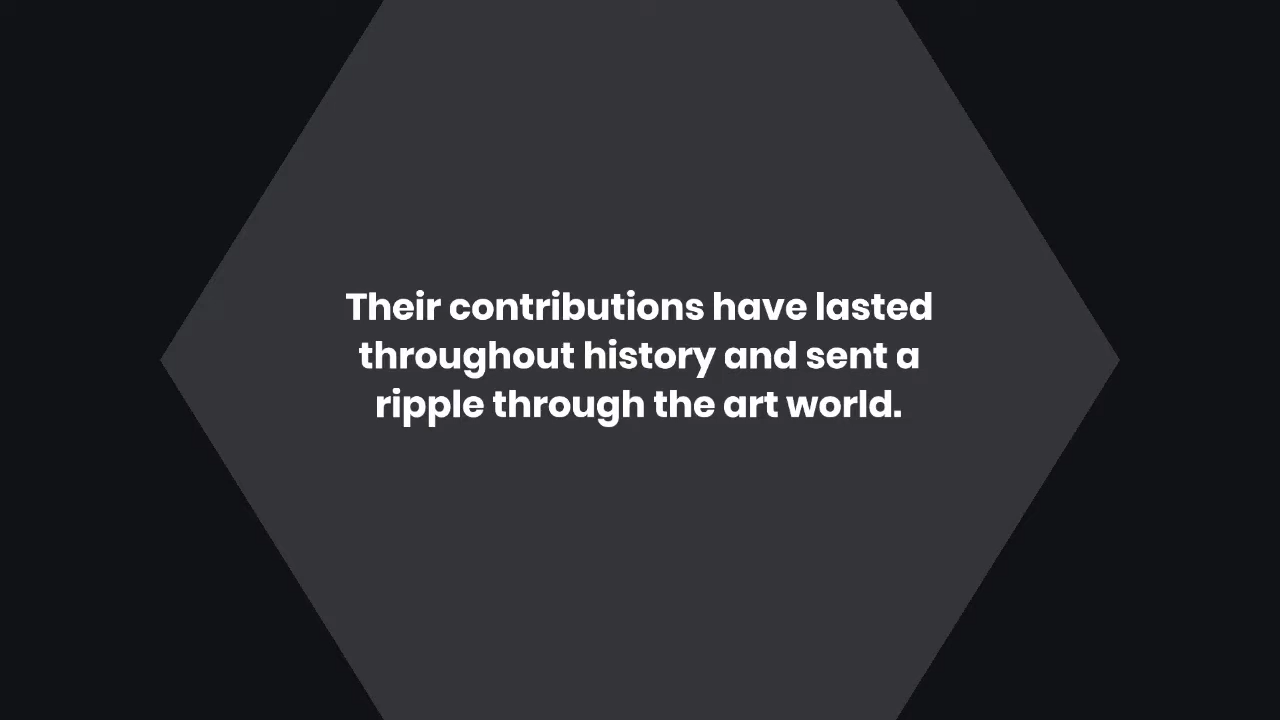 Their contributions have lasted
throughout history and sent a
ripple through the art world.